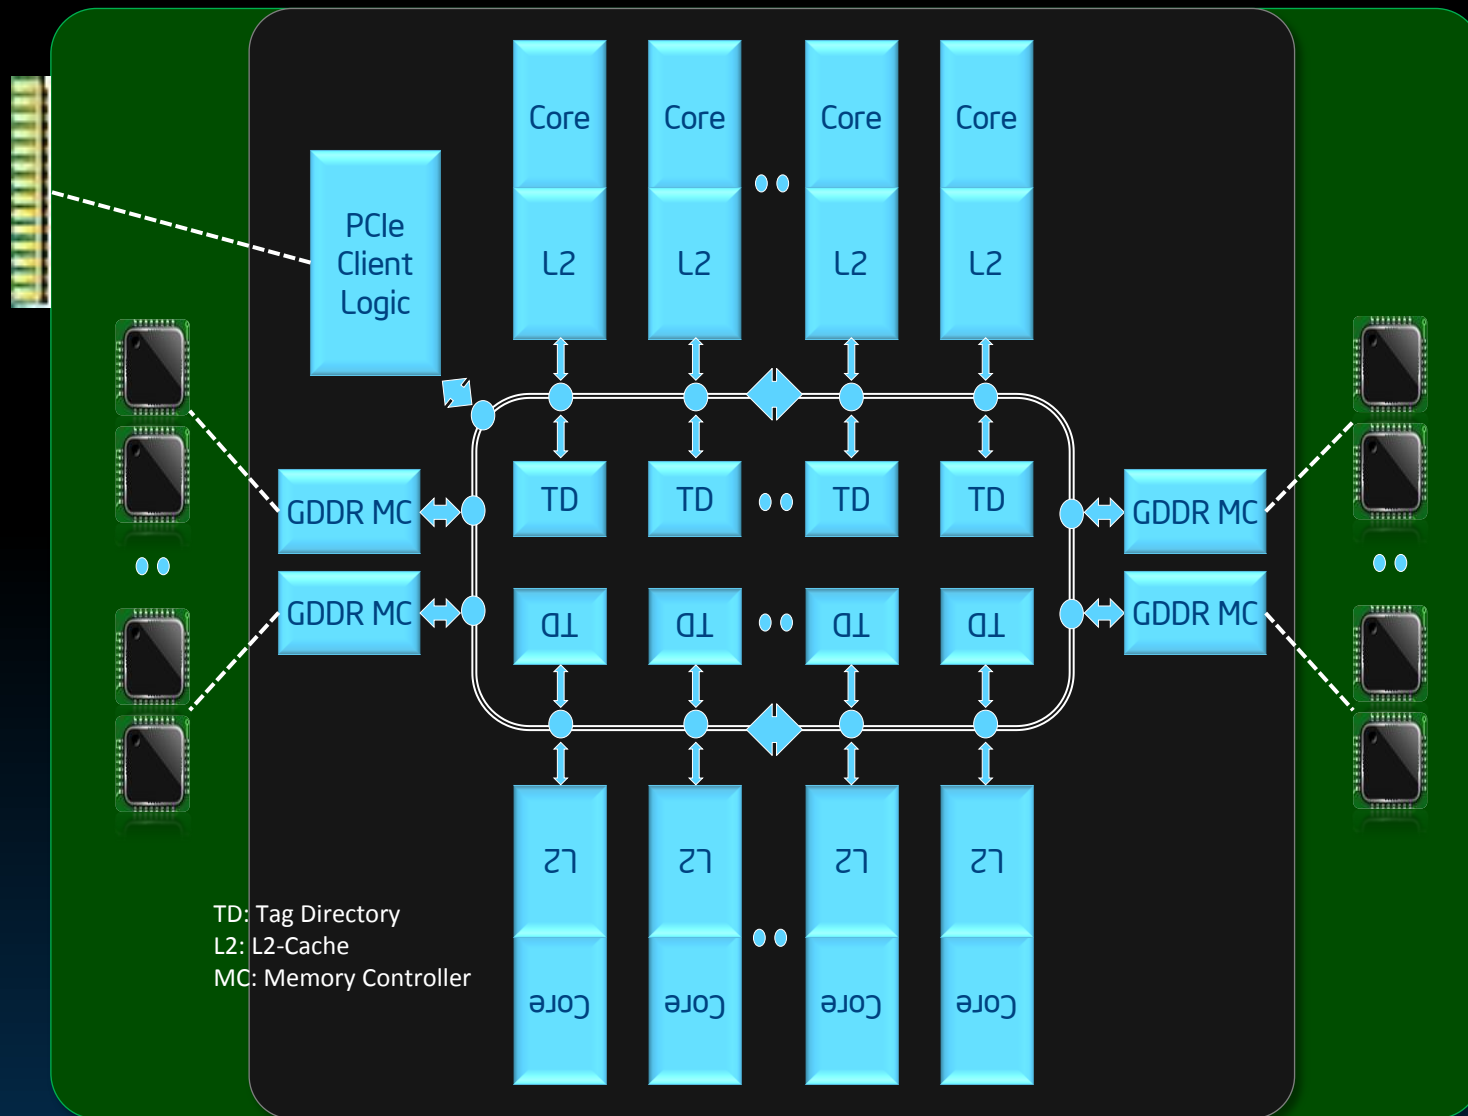 Core
Core
Core
Core
PCIe
Client
Logic
L2
L2
L2
L2
GDDR MC
TD
TD
TD
TD
GDDR MC
GDDR MC
TD
TD
TD
TD
GDDR MC
L2
L2
L2
L2
TD: Tag Directory
L2: L2-Cache
MC: Memory Controller
Core
Core
Core
Core